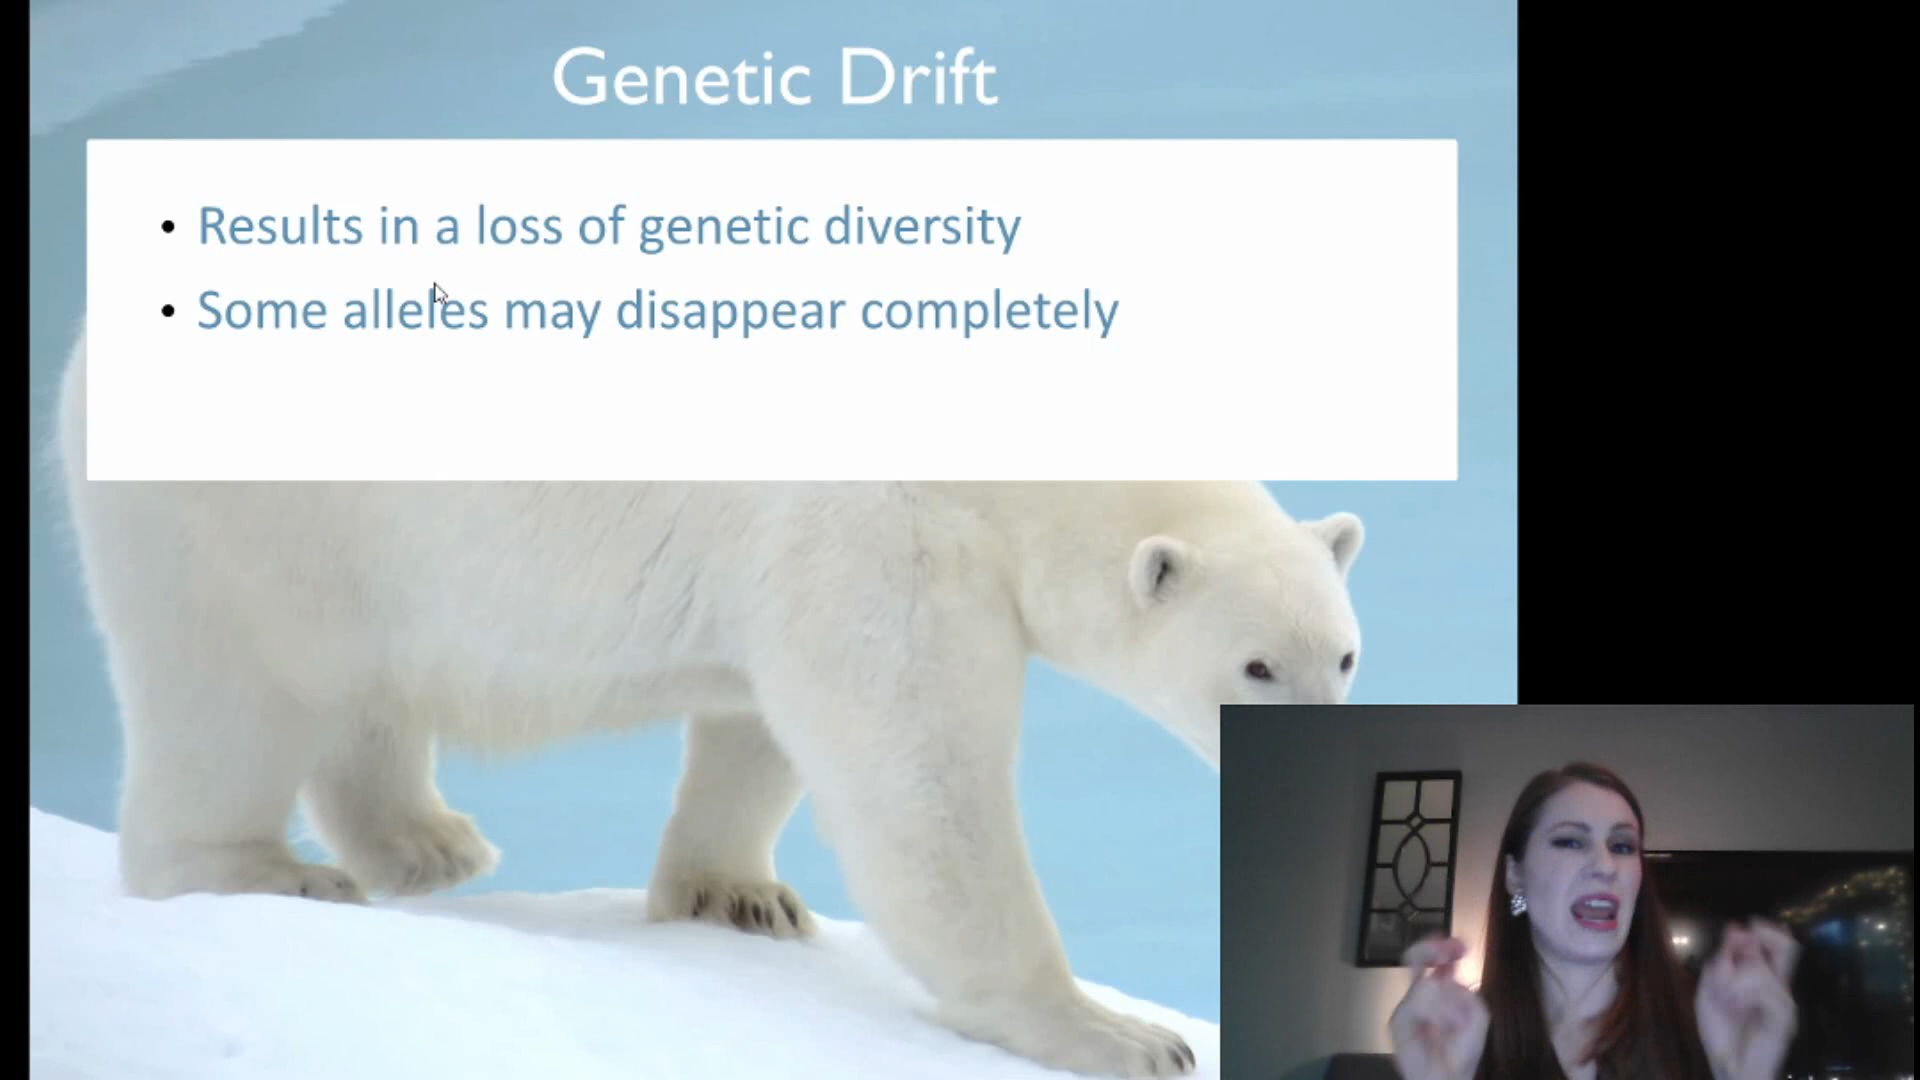 Genetic Drift
• Results in a loss of genetic diversity
• Some alleles may disappear completely